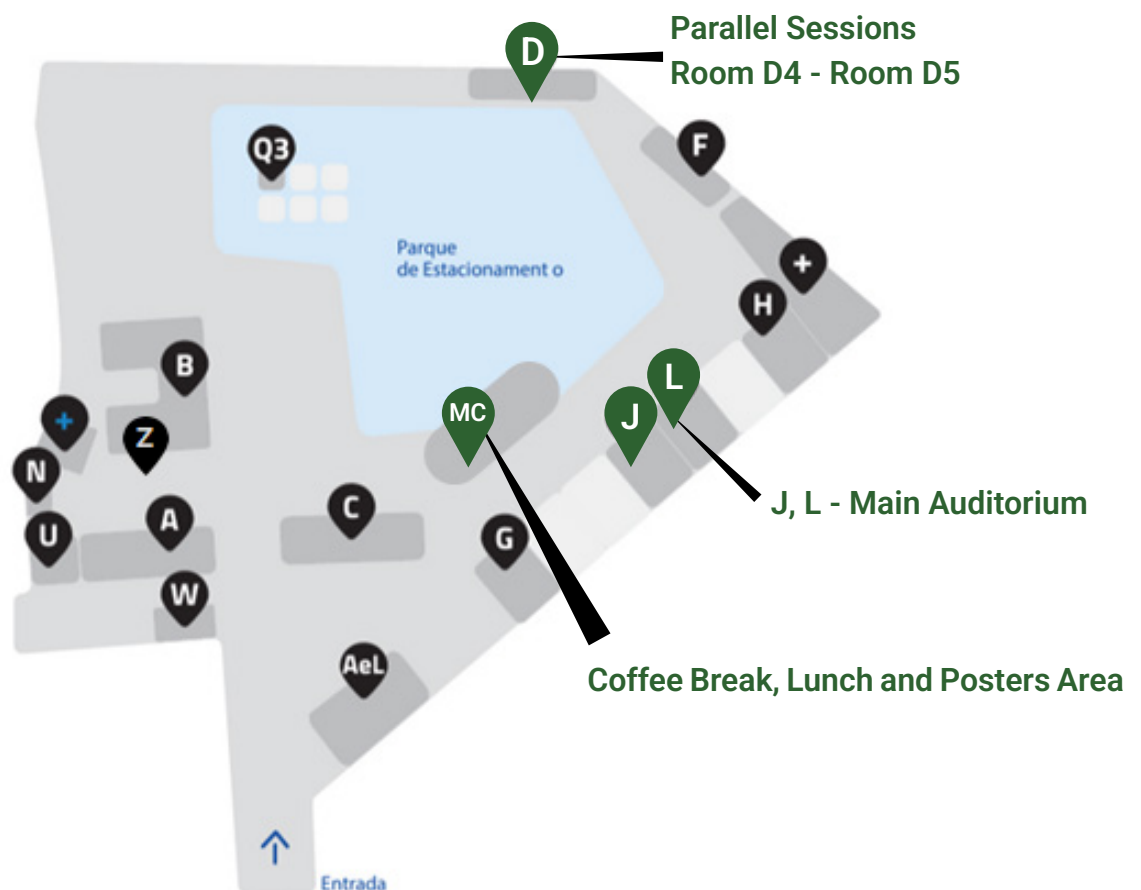 D
Parallel Sessions
Room D4 - Room D5
Q3
F
Parque
de Estacionament o
+
H
B
L
MC
J
+
Z
N
C
J, L - Main Auditorium
A
U
G
W
AeL
Coffee Break, Lunch and Posters Area
Entrada